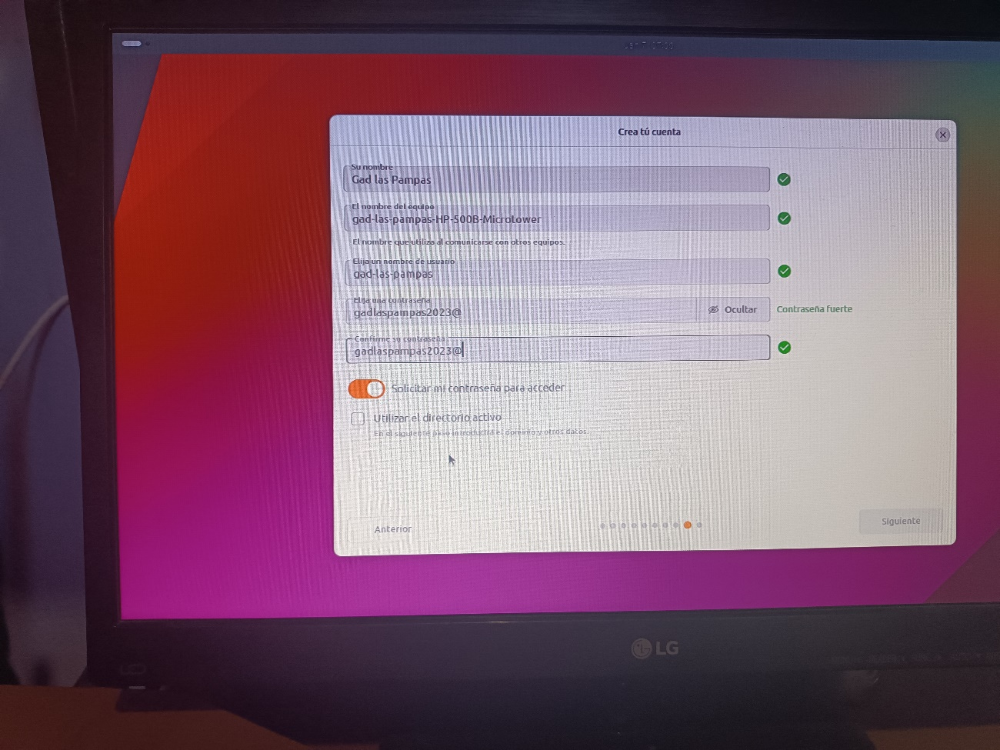 Crea tú cuenta
Su nombre
Gad las Pampas
El nombre del equipo
gad-las-pampas-HP-500B-Microtower
El nombre que utiliza al comunicarse con otros equipos.
Elija un nombre de usuario
gad-las-pampas
Elija una contraseña
gadlaspampas2023@
Ocultar
Contraseña fuerte
Confirme su contraseña
gadlaspampas2023@
Solicitar mi contraseña para acceder
Utilizar el directorio activo
En el siguiente paso introducirá el dominio y otros datos.
Anterior
Siguiente
LG